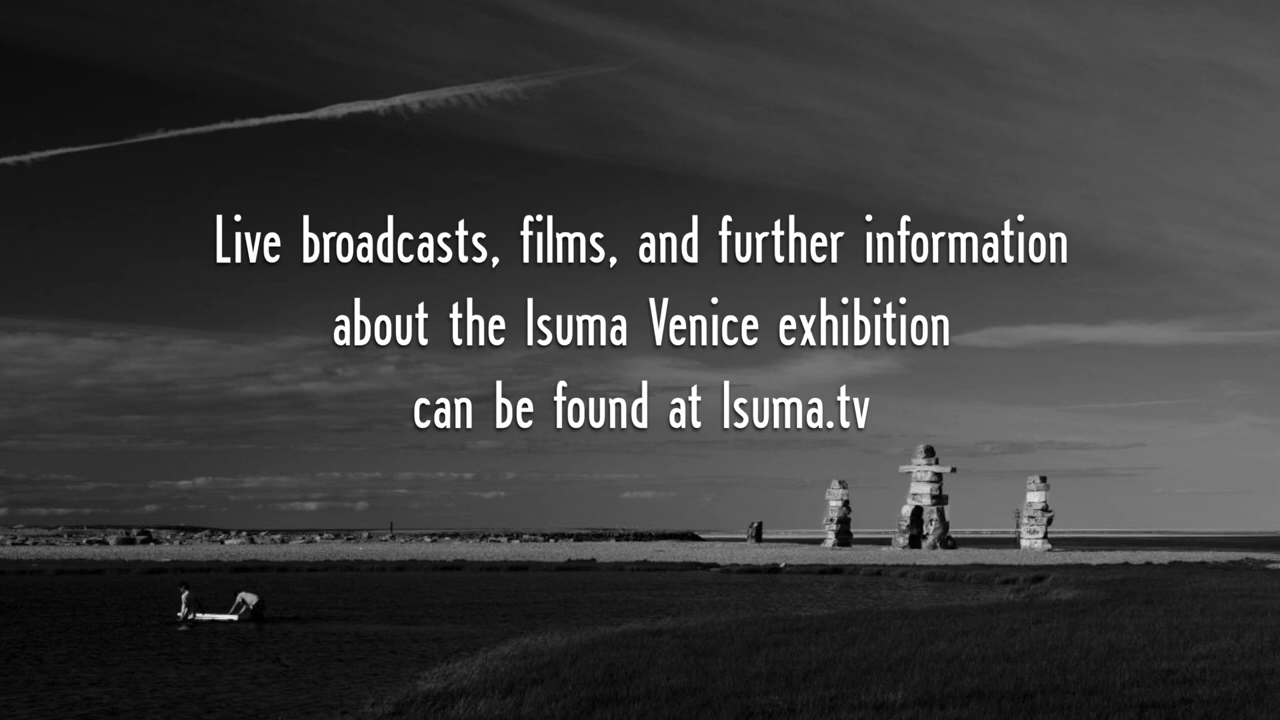 Live broadcasts, films, and further information
about the Isuma Venice exhibition
can be found at Isuma.tv